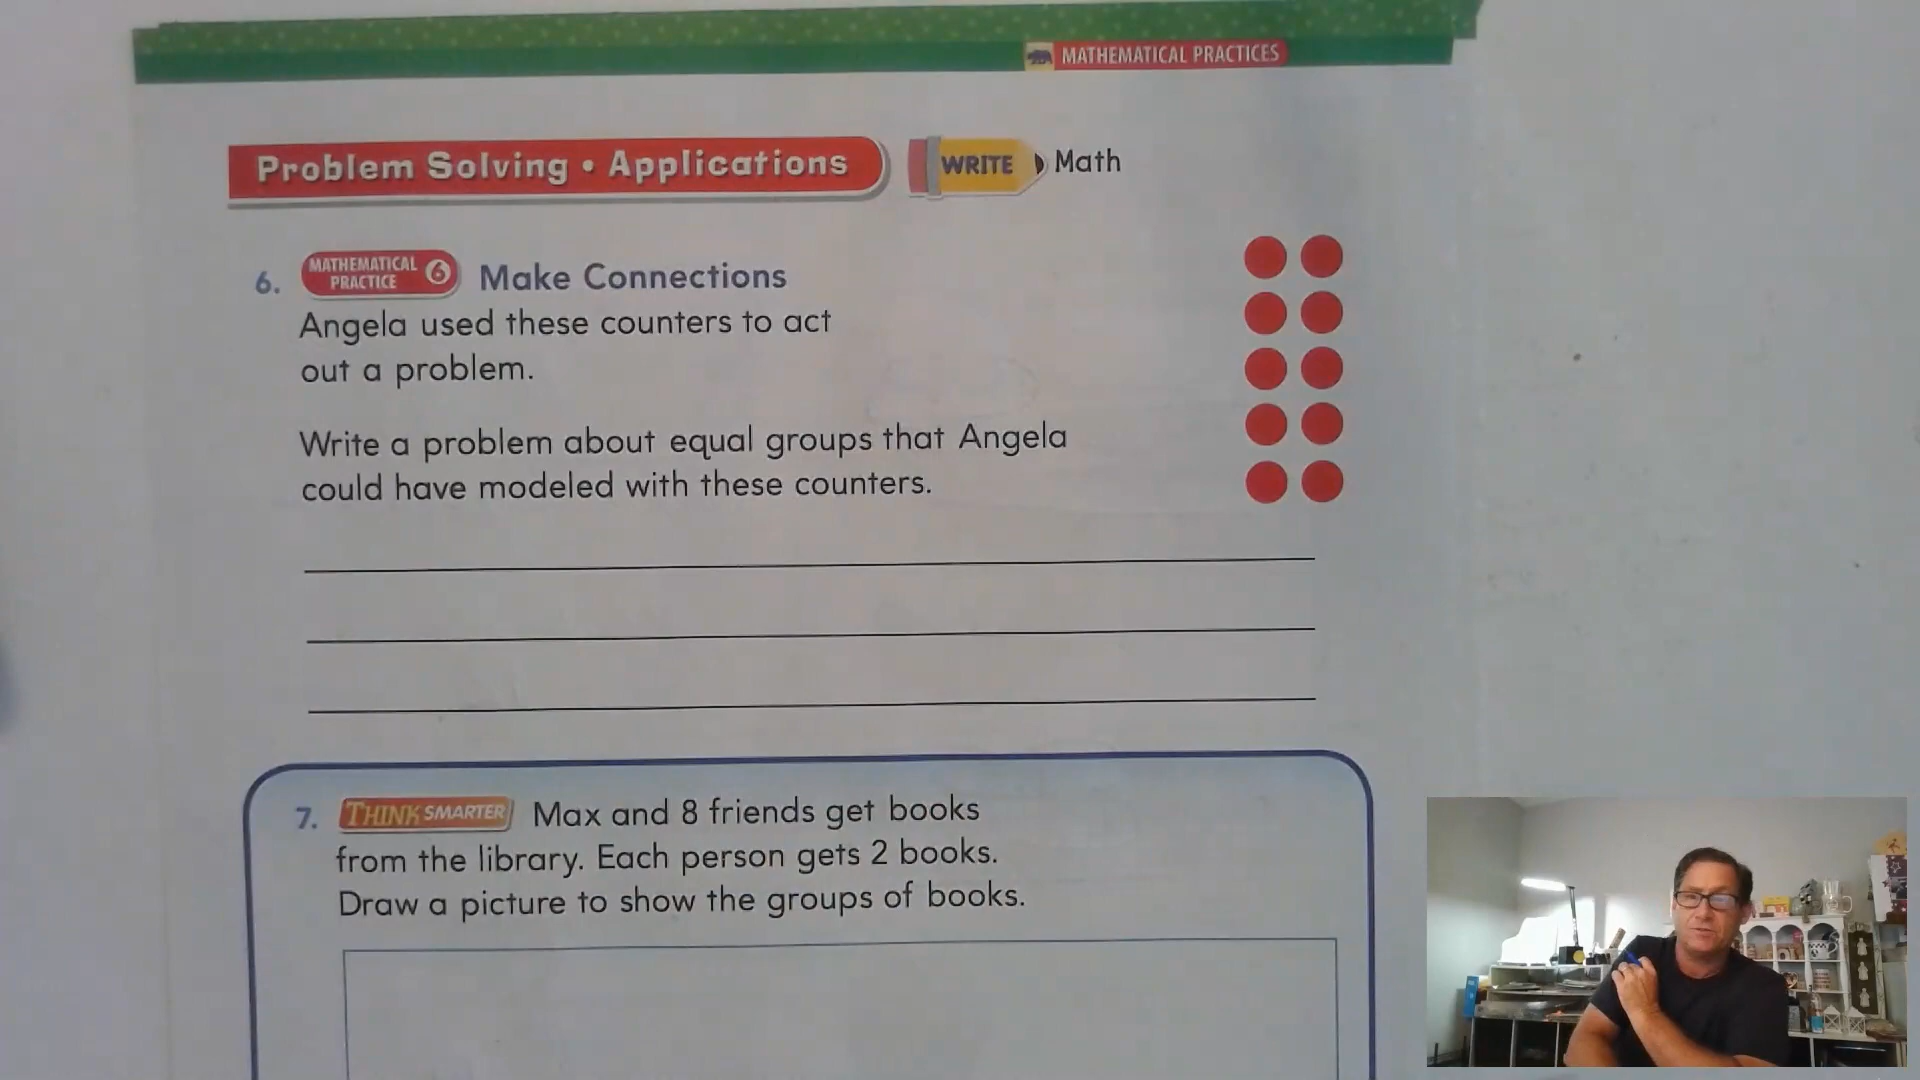 MATHEMATICAL PRACTICES
Problem Solving • Applications
WRITE Math
6. MATHEMATICAL PRACTICE 6 Make Connections
Angela used these counters to act
out a problem.
Write a problem about equal groups that Angela
could have modeled with these counters.
7. THINK SMARTER Max and 8 friends get books
from the library. Each person gets 2 books.
Draw a picture to show the groups of books.